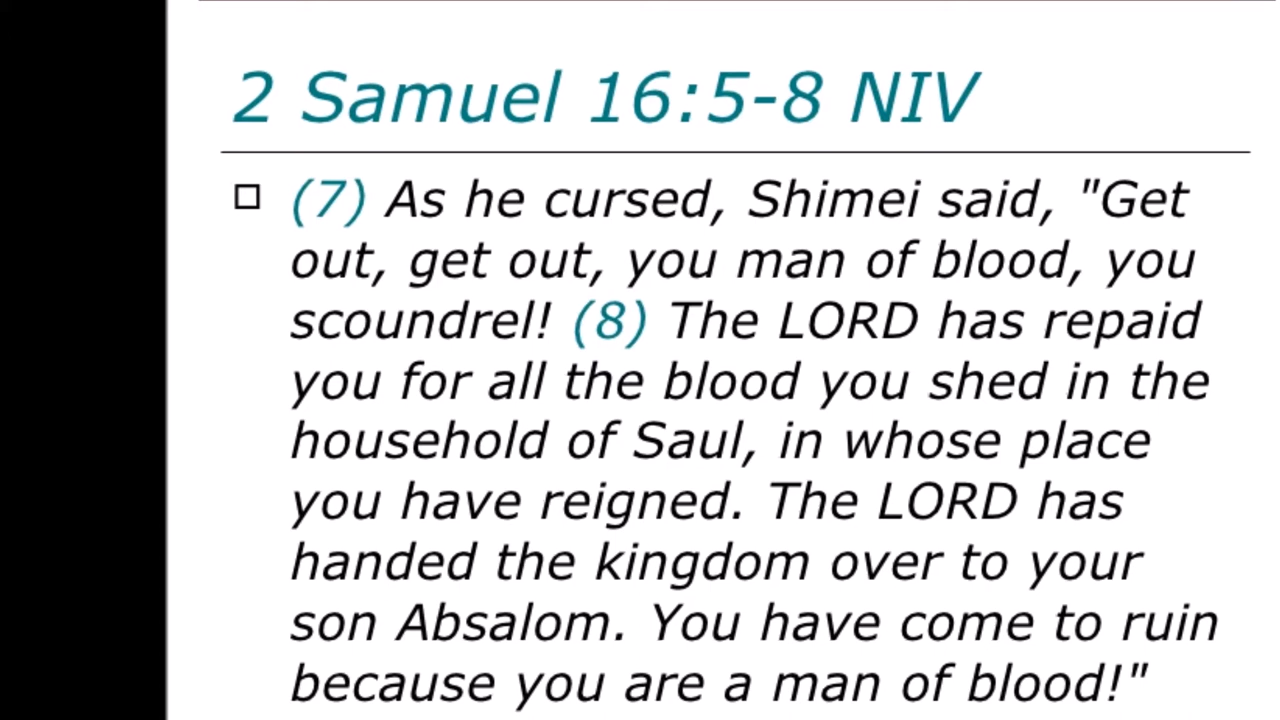 2 Samuel 16:5-8 NIV
(7) As he cursed, Shimei said, "Get
out, get out, you man of blood, you
scoundrel! (8) The LORD has repaid
you for all the blood you shed in the
household of Saul, in whose place
you have reigned. The LORD has
handed the kingdom over to your
son Absalom. You have come to ruin
because you are a man of blood!"